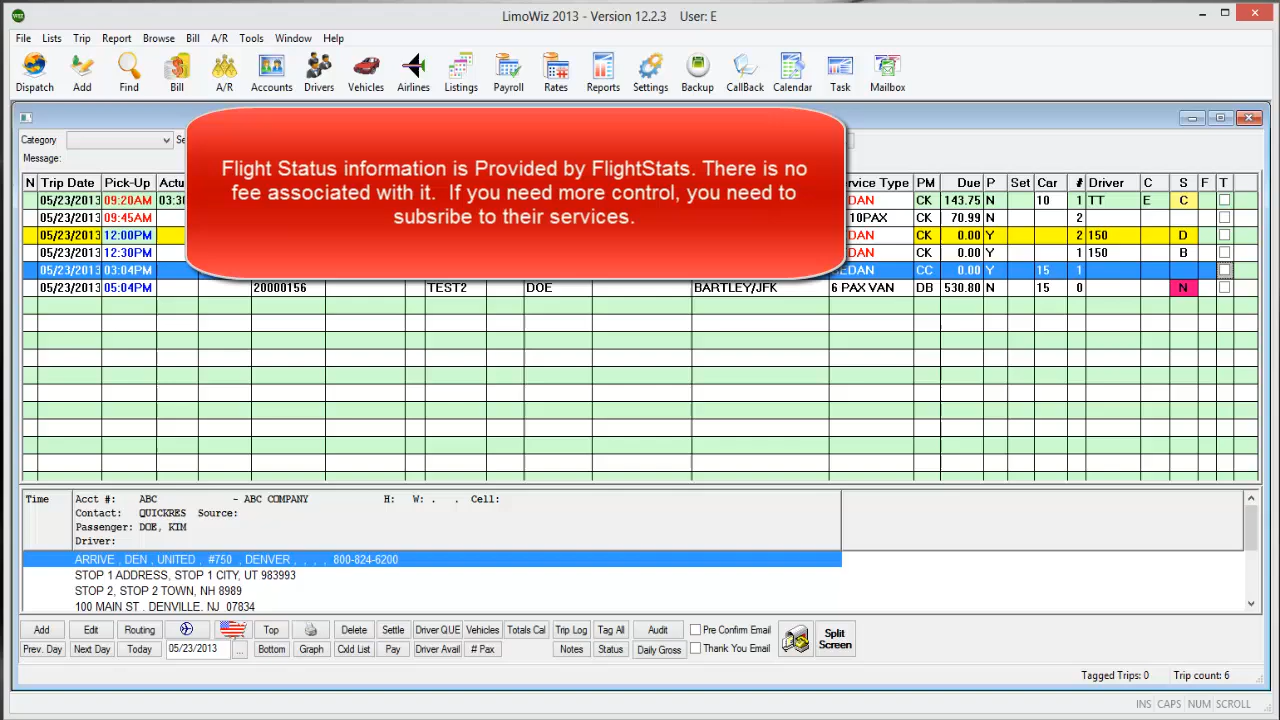 LimoWiz 2013 - Version 12.2.3 User: E
File Lists Trip Report Browse Bill A/R Tools Window Help
Dispatch Add Find Bill A/R Accounts Drivers Vehicles Airlines Listings Payroll Rates Reports Settings Backup CallBack Calendar Task Mailbox
Category Se
Message:
Flight Status information is Provided by FlightStats. There is no
fee associated with it. If you need more control, you need to
subsribe to their services.
N Trip Date Pick-Up Actu rvice Type PM Due P Set Car # Driver C S F T
05/23/2013 09:20AM 03:30 DAN CK 143.75 N 10 1 TT E C
05/23/2013 09:45AM 10PAX CK 70.99 N 2
05/23/2013 12:00PM DAN CK 0.00 Y 2 150 D
05/23/2013 12:30PM DAN CK 0.00 Y 1 150 B
05/23/2013 03:04PM EDAN CC 0.00 Y 15 1
05/23/2013 05:04PM 20000156 TEST2 DOE BARTLEY/JFK 6 PAX VAN DB 530.80 N 15 0 N
Time Acct #: ABC - ABC COMPANY H: W: . . Cell:
Contact: QUICKRES Source:
Passenger: DOE, KIM
Driver:
ARRIVE , DEN , UNITED , #750 , DENVER , , , , 800-824-6200
STOP 1 ADDRESS, STOP 1 CITY, UT 983993
STOP 2, STOP 2 TOWN, NH 8989
100 MAIN ST , DENVILLE, NJ 07834
Add Edit Routing Top Delete Settle Driver QUE Vehicles Totals Cal Trip Log Tag All Audit Pre Confirm Email Split Screen
Prev. Day Next Day Today 05/23/2013 ... Bottom Graph Cxld List Pay Driver Avail # Pax Notes Status Daily Gross Thank You Email
Tagged Trips: 0 Trip count: 6
INS CAPS NUM SCROLL